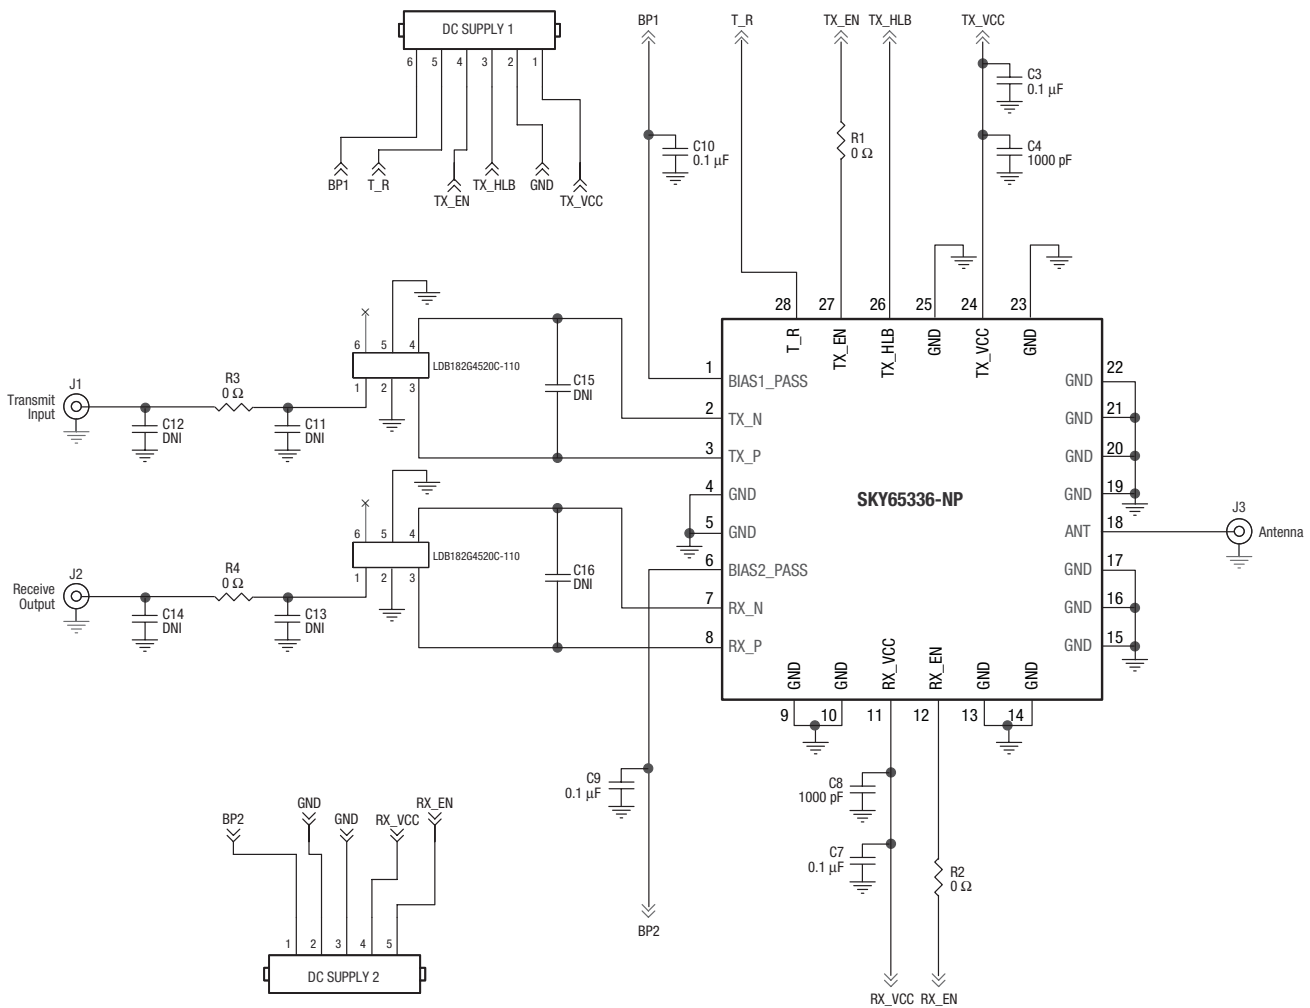 DC SUPPLY 1
6 5 4 3 2 1
BP1 T_R TX_EN TX_HLB GND TX_VCC
BP1 T_R TX_EN TX_HLB TX_VCC
C3
0.1 µF
C4
1000 pF
C10
0.1 µF
R1
0 Ω
28 27 26 25 24 23
T_R TX_EN TX_HLB GND TX_VCC GND
6 5 4
LDB182G4520C-110
1 2 3
J1
Transmit
Input
C12
DNI
R3
0 Ω
C11
DNI
C15
DNI
1 BIAS1_PASS
2 TX_N
3 TX_P
4 GND
5 GND
6 BIAS2_PASS
7 RX_N
8 RX_P
SKY65336-NP
22 GND
21 GND
20 GND
19 GND
18 ANT
17 GND
16 GND
15 GND
J3
Antenna
6 5 4
LDB182G4520C-110
1 2 3
J2
Receive
Output
C14
DNI
R4
0 Ω
C13
DNI
C16
DNI
GND GND RX_VCC RX_EN GND GND
9 10 11 12 13 14
C9
0.1 µF
BP2
C8
1000 pF
C7
0.1 µF
R2
0 Ω
RX_VCC RX_EN
BP2 GND GND RX_VCC RX_EN
1 2 3 4 5
DC SUPPLY 2